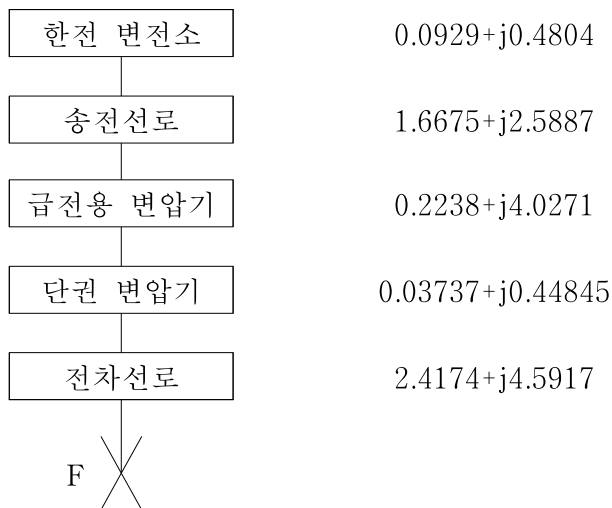 한전 변전소 0.0929+j0.4804
송전선로 1.6675+j2.5887
급전용 변압기 0.2238+j4.0271
단권 변압기 0.03737+j0.44845
전차선로 2.4174+j4.5917
F